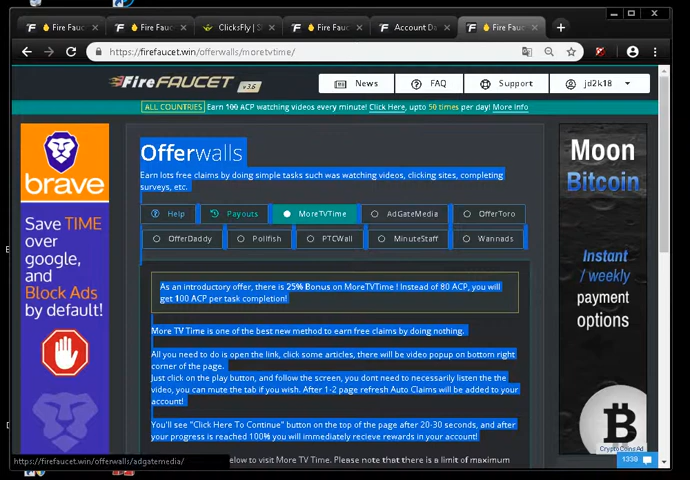 Fire Fauc
Fire Fauc
ClicksFly | Sh
Fire Fauc
Account Da
Fire Fauc
https://firefaucet.win/offerwalls/moretvtime/
FireFAUCET v 3.6
News
FAQ
Support
jd2k18
ALL COUNTRIES Earn 100 ACP watching videos every minute! Click Here, upto 50 times per day! More Info
Offerwalls
Earn lots free claims by doing simple tasks such was watching videos, clicking sites, completing
surveys, etc.
Help
Payouts
MoreTVTime
AdGateMedia
OfferToro
OfferDaddy
Pollfish
PTCWall
MinuteStaff
Wannads
As an introductory offer, there is 25% Bonus on MoreTVTime ! Instead of 80 ACP, you will
get 100 ACP per task completion!
More TV Time is one of the best new method to earn free claims by doing nothing.
All you need to do is open the link, click some articles, there will be video popup on bottom right
corner of the page.
Just click on the play button, and follow the screen, you dont need to necessarily listen the the
video, you can mute the tab if you wish. After 1-2 page refresh Auto Claims will be added to your
account!
You'll see "Click Here To Continue" button on the top of the page after 20-30 seconds, and after
your progress is reached 100% you will immediately recieve rewards in your account!
below to visit More TV Time. Please note that there is a limit of maximum
brave
Save TIME
over
google,
and
Block Ads
by default!
Moon
Bitcoin
Instant
/ weekly
payment
options
CryptoCoinsAd
1339
https://firefaucet.win/offerwalls/adgatemedia/